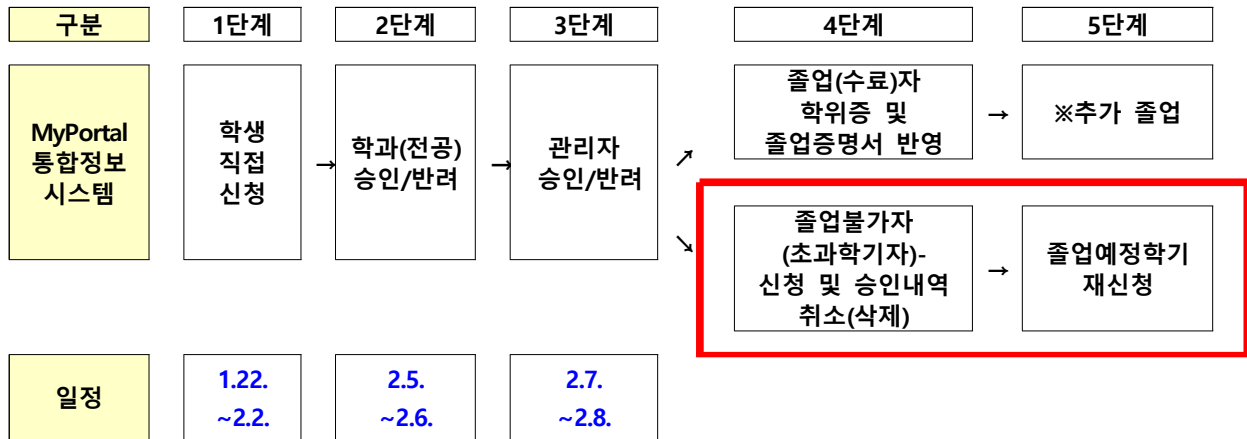 구분 1단계 2단계 3단계 4단계 5단계
MyPortal
통합정보
시스템
학생
직접
신청
→
학과(전공)
승인/반려
→
관리자
승인/반려
↗
졸업(수료)자
학위증 및
졸업증명서 반영
→
※추가 졸업
↘
졸업불가자
(초과학기자)-
신청 및 승인내역
취소(삭제)
→
졸업예정학기
재신청
일정
1.22.
~2.2.
2.5.
~2.6.
2.7.
~2.8.